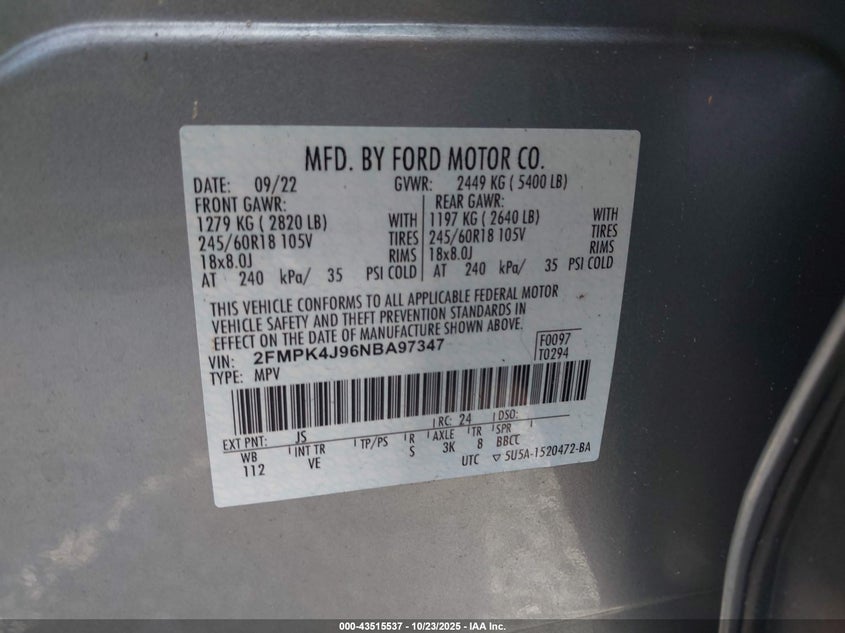 MFD. BY FORD MOTOR CO.
DATE: 09/22 GVWR: 2449 KG ( 5400 LB)
FRONT GAWR: REAR GAWR:
1279 KG ( 2820 LB) WITH 1197 KG ( 2640 LB) WITH
245/60R18 105V TIRES 245/60R18 105V TIRES
18x8.0J RIMS 18x8.0J RIMS
AT 240 kPa/ 35 PSI COLD AT 240 kPa/ 35 PSI COLD
THIS VEHICLE CONFORMS TO ALL APPLICABLE FEDERAL MOTOR
VEHICLE SAFETY AND THEFT PREVENTION STANDARDS IN
EFFECT ON THE DATE OF MANUFACTURE SHOWN ABOVE.
VIN: 2FMPK4J96NBA97347 F0097
TYPE: MPV T0294
RC: 24 DSO:
EXT PNT: JS
WB INT TR TP/PS R AXLE TR SPR
112 VE S 3K 8 BBCC
UTC ▽ 5U5A-1520472-BA
000-43515537 - 10/23/2025 - IAA Inc.